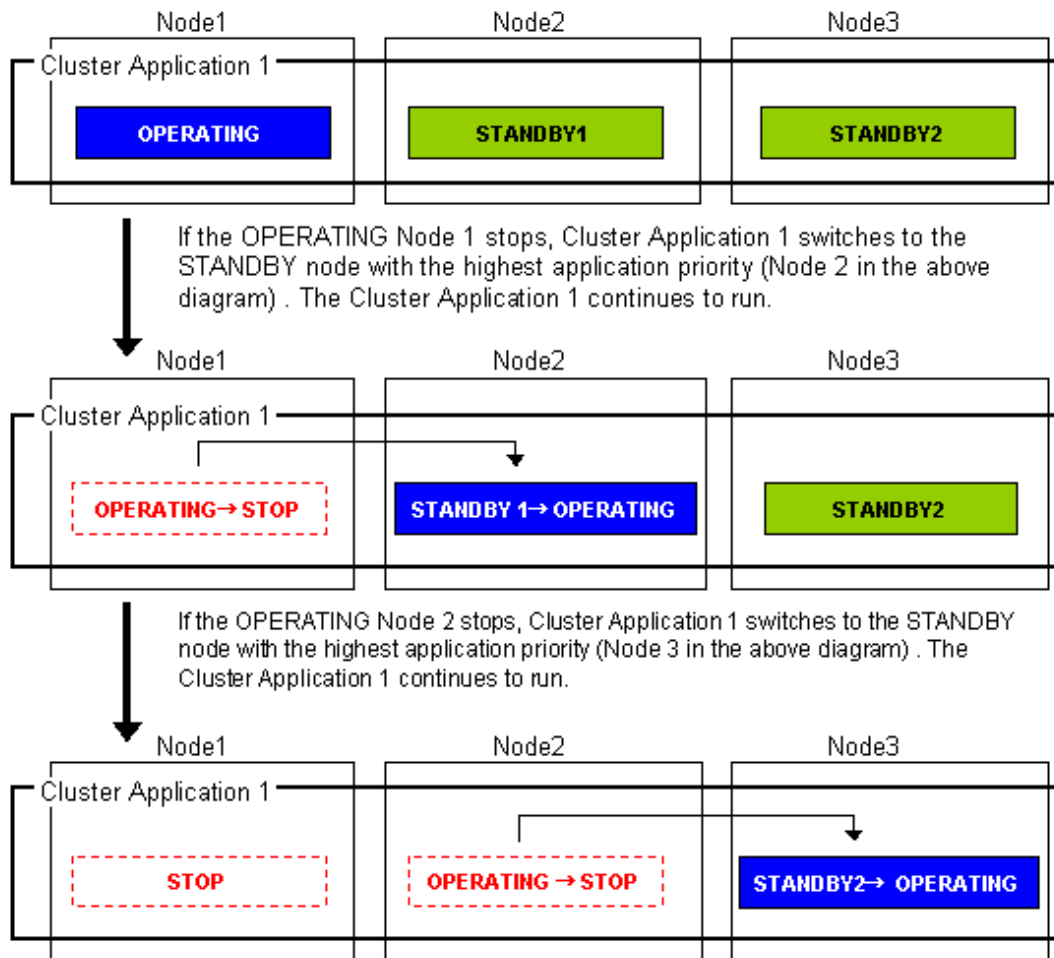 Node1 Node2 Node3
Cluster Application 1
OPERATING STANDBY1 STANDBY2
If the OPERATING Node 1 stops, Cluster Application 1 switches to the
STANDBY node with the highest application priority (Node 2 in the above
diagram) . The Cluster Application 1 continues to run.
Node1 Node2 Node3
Cluster Application 1
OPERATING→ STOP STANDBY 1→ OPERATING STANDBY2
If the OPERATING Node 2 stops, Cluster Application 1 switches to the STANDBY
node with the highest application priority (Node 3 in the above diagram) . The
Cluster Application 1 continues to run.
Node1 Node2 Node3
Cluster Application 1
STOP OPERATING → STOP STANDBY2→ OPERATING